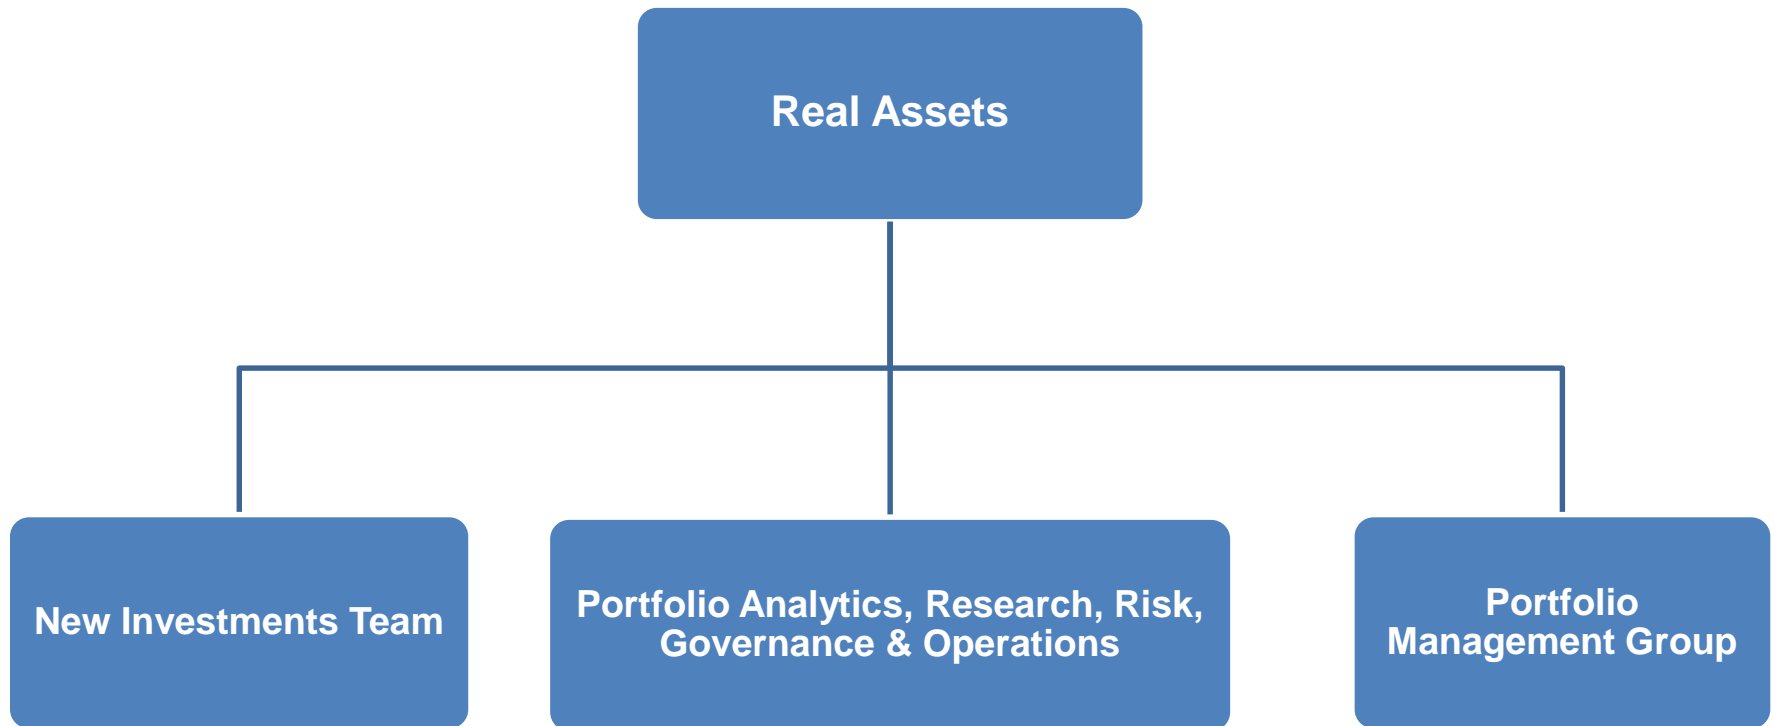 Real Assets
New Investments Team
Portfolio Analytics, Research, Risk,
Governance & Operations
Portfolio
Management Group